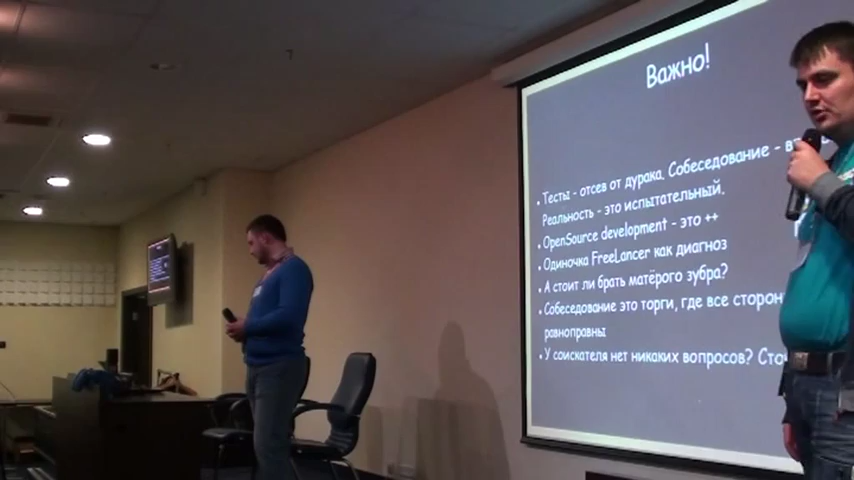 Важно!
Тесты - отсев от дурака. Собеседование -
Реальность - это испытательный.
OpenSource development - это ++
Одиночка FreeLancer как диагноз
А стоит ли брать матёрого зубра?
Собеседование это торги, где все
равноправны
У соискателя нет никаких вопросов?